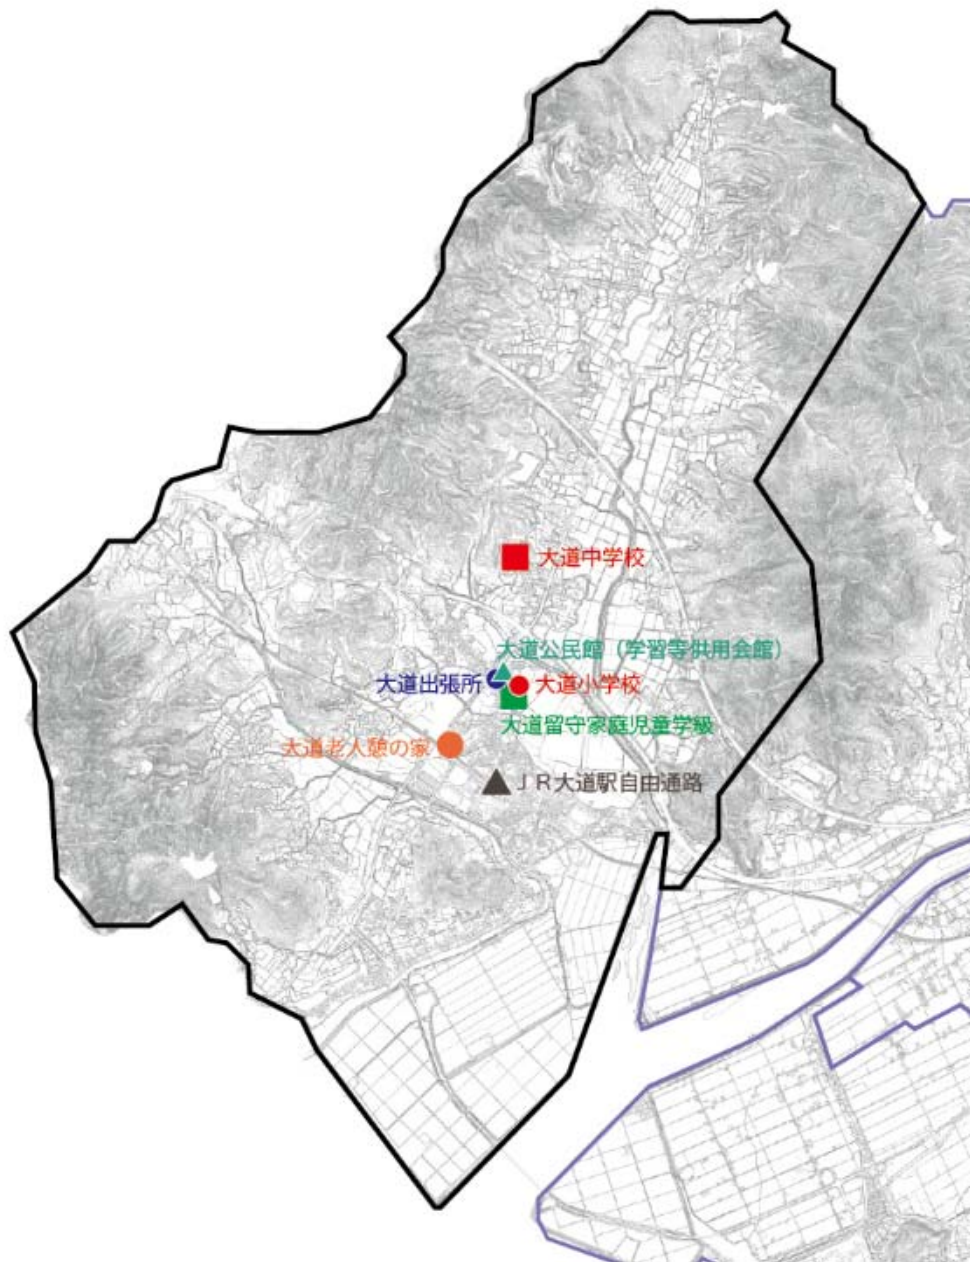 大道中学校
大道公民館（学習等供用会館）
大道出張所
大道小学校
大道留守家庭児童学級
大道老人憩の家
ＪＲ大道駅自由通路